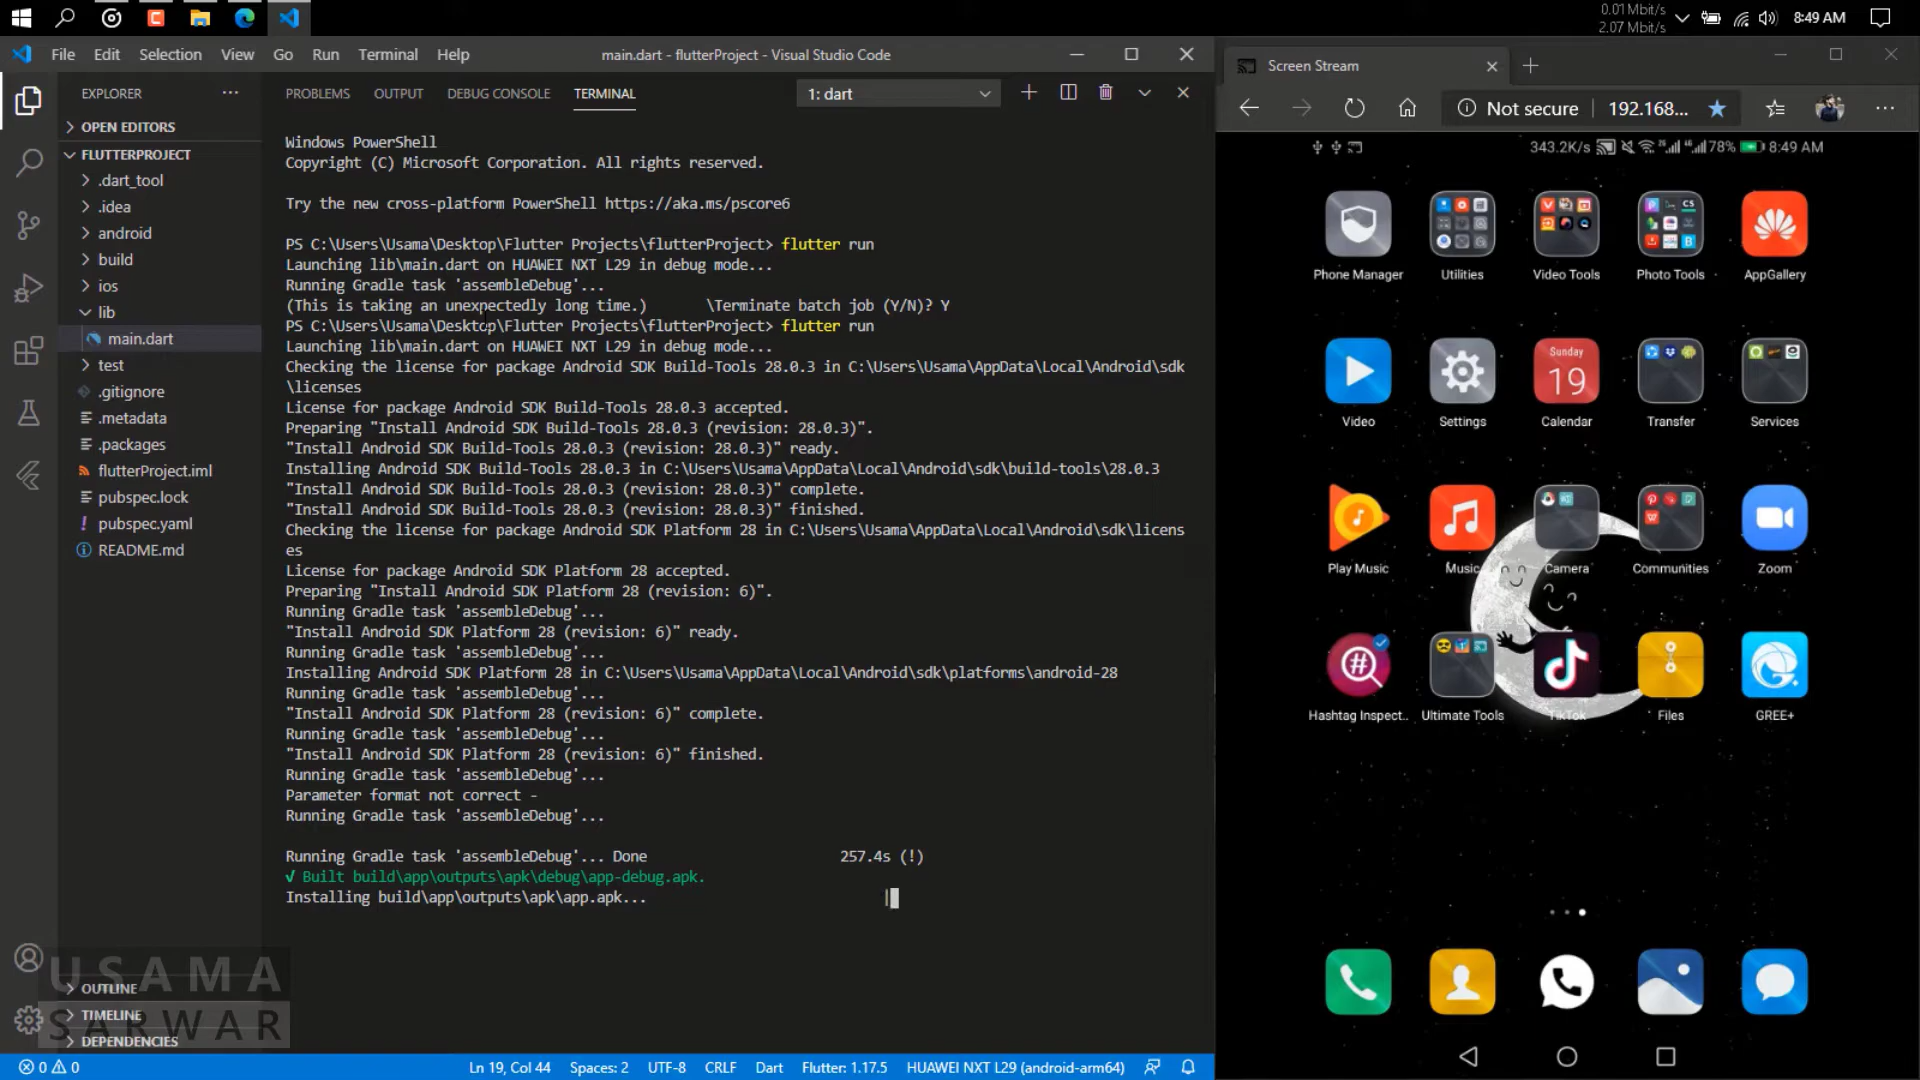 0.01 Mbit/s
2.07 Mbit/s
8:49 AM
File Edit Selection View Go Run Terminal Help
main.dart - flutterProject - Visual Studio Code
EXPLORER
OPEN EDITORS
FLUTTERPROJECT
.dart_tool
.idea
android
build
ios
lib
main.dart
test
.gitignore
.metadata
.packages
flutterProject.iml
pubspec.lock
pubspec.yaml
README.md
OUTLINE
TIMELINE
DEPENDENCIES
USAMA
SARWAR
PROBLEMS OUTPUT DEBUG CONSOLE TERMINAL
1: dart
Windows PowerShell
Copyright (C) Microsoft Corporation. All rights reserved.
Try the new cross-platform PowerShell https://aka.ms/pscore6
PS C:\Users\Usama\Desktop\Flutter Projects\flutterProject> flutter run
Launching lib\main.dart on HUAWEI NXT L29 in debug mode...
Running Gradle task 'assembleDebug'...
(This is taking an unexpectedly long time.) \Terminate batch job (Y/N)? Y
PS C:\Users\Usama\Desktop\Flutter Projects\flutterProject> flutter run
Launching lib\main.dart on HUAWEI NXT L29 in debug mode...
Checking the license for package Android SDK Build-Tools 28.0.3 in C:\Users\Usama\AppData\Local\Android\sdk
\licenses
License for package Android SDK Build-Tools 28.0.3 accepted.
Preparing "Install Android SDK Build-Tools 28.0.3 (revision: 28.0.3)".
"Install Android SDK Build-Tools 28.0.3 (revision: 28.0.3)" ready.
Installing Android SDK Build-Tools 28.0.3 in C:\Users\Usama\AppData\Local\Android\sdk\build-tools\28.0.3
"Install Android SDK Build-Tools 28.0.3 (revision: 28.0.3)" complete.
"Install Android SDK Build-Tools 28.0.3 (revision: 28.0.3)" finished.
Checking the license for package Android SDK Platform 28 in C:\Users\Usama\AppData\Local\Android\sdk\licens
es
License for package Android SDK Platform 28 accepted.
Preparing "Install Android SDK Platform 28 (revision: 6)".
Running Gradle task 'assembleDebug'...
"Install Android SDK Platform 28 (revision: 6)" ready.
Running Gradle task 'assembleDebug'...
Installing Android SDK Platform 28 in C:\Users\Usama\AppData\Local\Android\sdk\platforms\android-28
Running Gradle task 'assembleDebug'...
"Install Android SDK Platform 28 (revision: 6)" complete.
Running Gradle task 'assembleDebug'...
"Install Android SDK Platform 28 (revision: 6)" finished.
Running Gradle task 'assembleDebug'...
Parameter format not correct -
Running Gradle task 'assembleDebug'...
Running Gradle task 'assembleDebug'... Done 257.4s (!)
√ Built build\app\outputs\apk\debug\app-debug.apk.
Installing build\app\outputs\apk\app.apk... |
0 0
Ln 19, Col 44 Spaces: 2 UTF-8 CRLF Dart Flutter: 1.17.5 HUAWEI NXT L29 (android-arm64)
Screen Stream
Not secure 192.168...
343.2K/s 78% 8:49 AM
Phone Manager Utilities Video Tools Photo Tools AppGallery
Sunday
19
Video Settings Calendar Transfer Services
Play Music Music Camera Communities Zoom
Hashtag Inspect.. Ultimate Tools TikTok Files GREE+